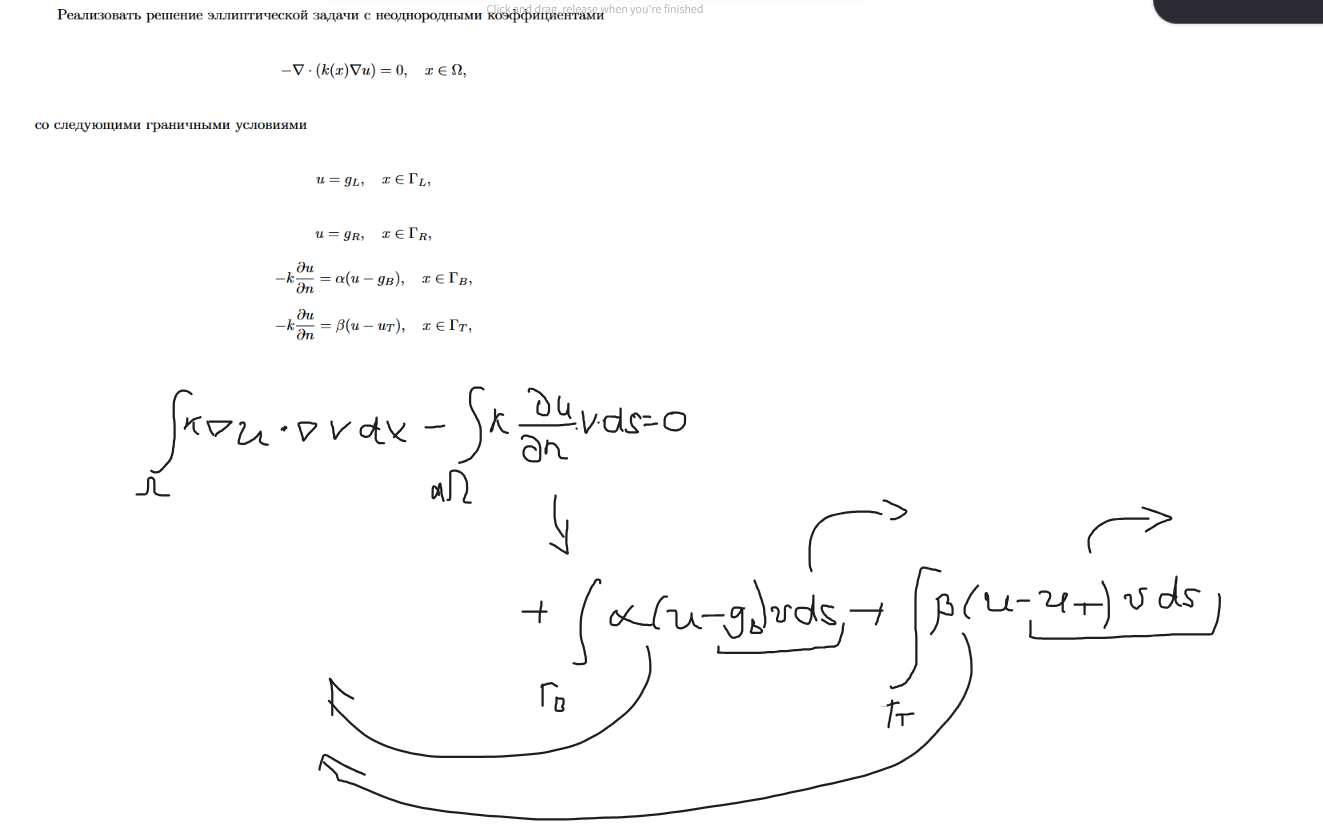 Click and drag, release when you're finished
Реализовать решение эллиптической задачи с неоднородными коэффициентами
−∇ · (k(x)∇u) = 0, x ∈ Ω,
со следующими граничными условиями
u = g_L, x ∈ Γ_L,
u = g_R, x ∈ Γ_R,
−k ∂u/∂n = α(u − g_B), x ∈ Γ_B,
−k ∂u/∂n = β(u − u_T), x ∈ Γ_T,
∫_Ω k∇u · ∇v dx − ∫_∂Ω k ∂u/∂n v·ds = 0
+ ∫_Γ_B α(u − g_b)v ds + ∫_Γ_T β(u − u_T) v ds